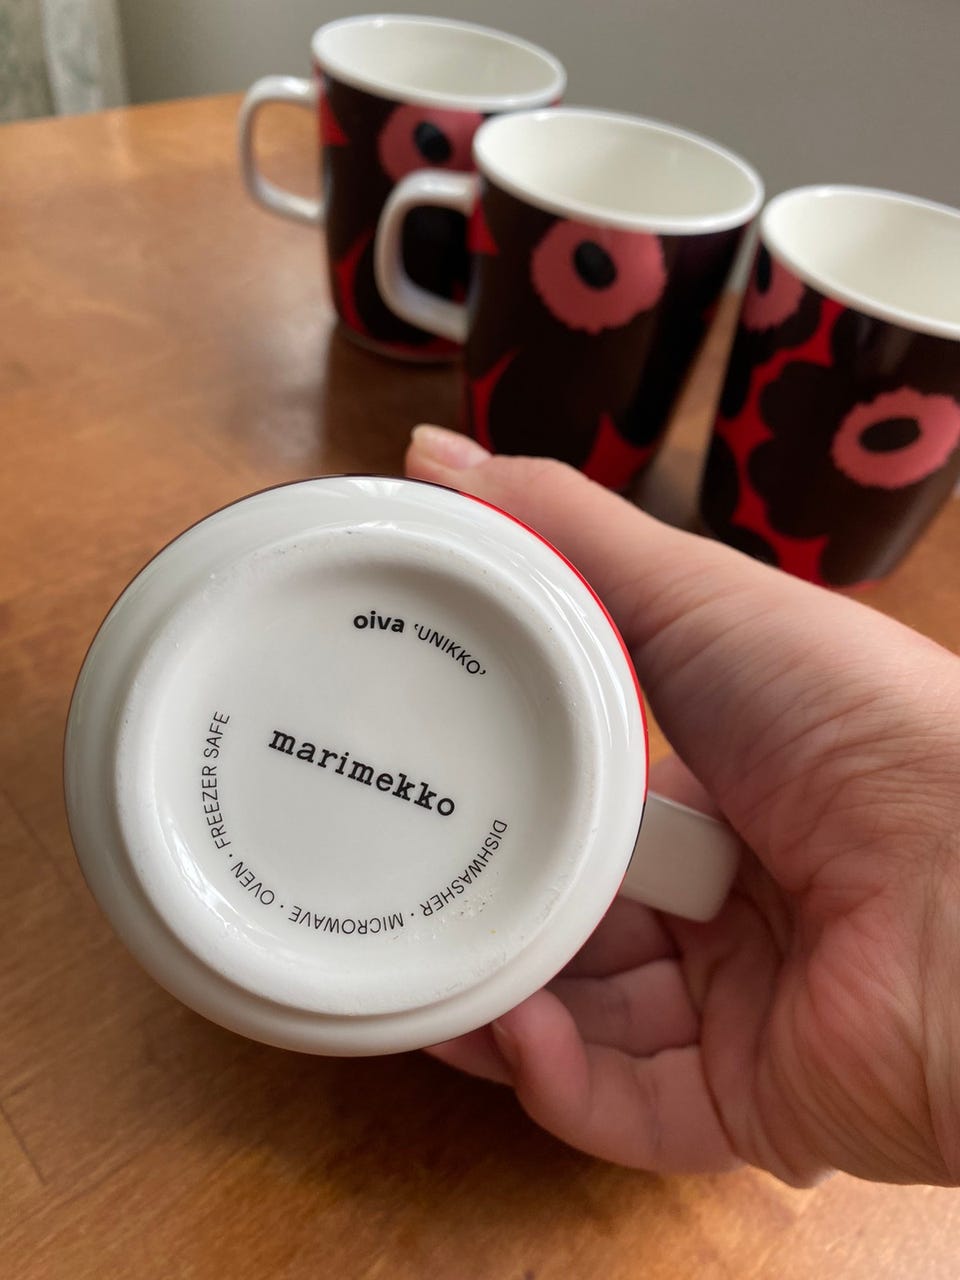 oiva ‘UNIKKO’
marimekko
DISHWASHER · MICROWAVE · OVEN · FREEZER SAFE